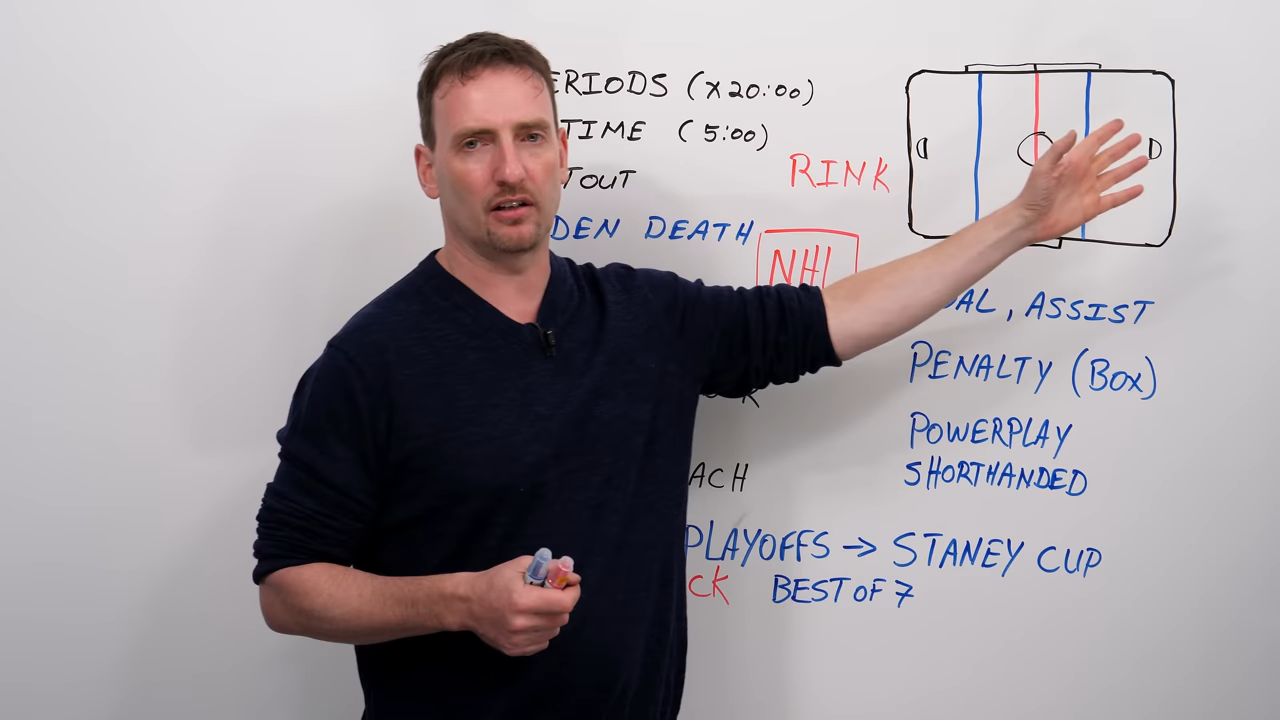 ERIODS (x20:00)
TIME (5:00)
TOUT
RINK
DEN DEATH
NHL
AL, ASSIST
PENALTY (BOX)
POWERPLAY
SHORTHANDED
ACH
PLAYOFFS → STANEY CUP
CK BEST OF 7